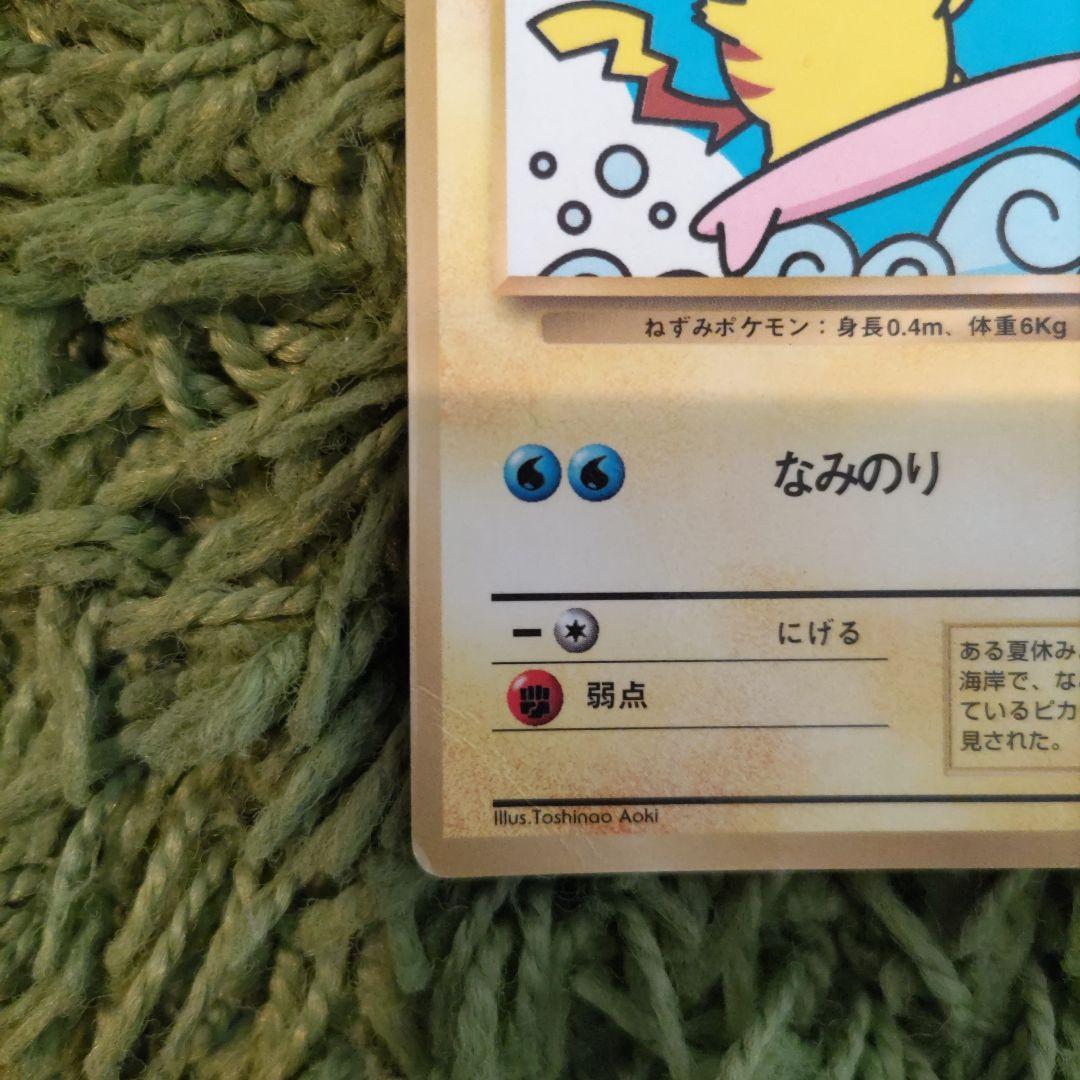 ねずみポケモン：身長0.4m、体重6Kg
なみのり
− にげる
弱点
ある夏休み
海岸で、な
ているピカ
見された。
Illus.Toshinao Aoki